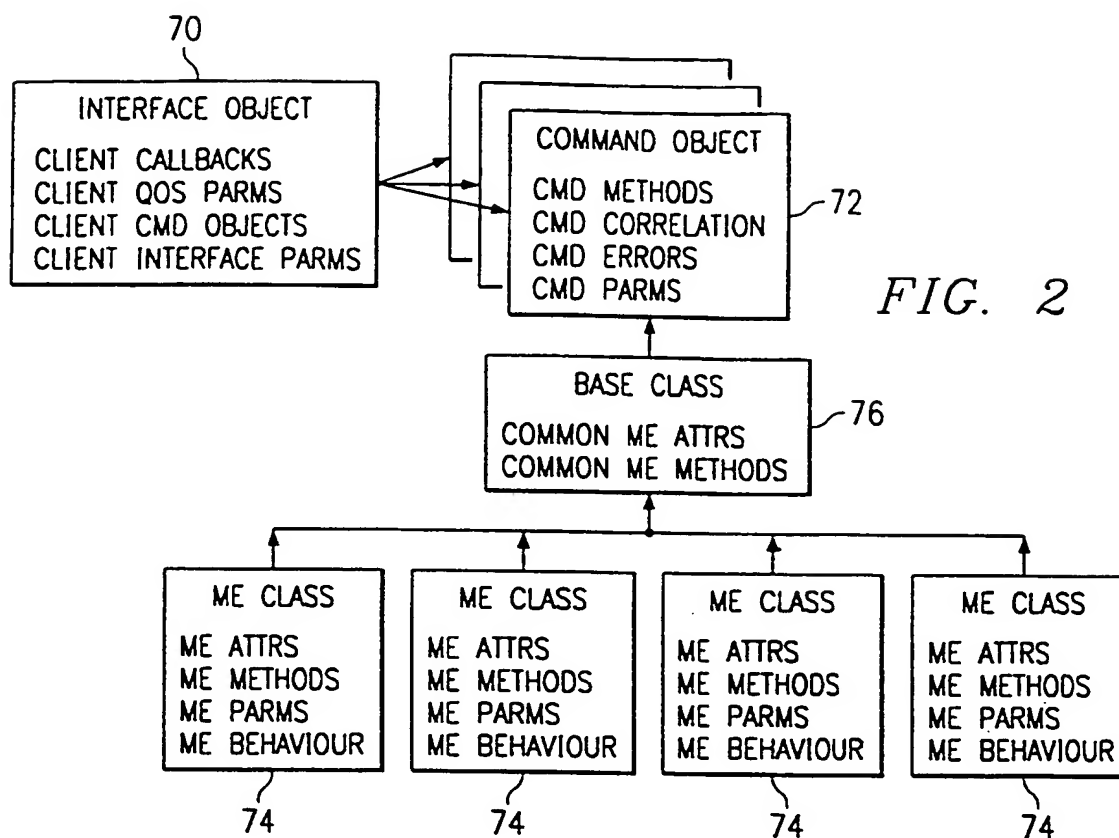 70
INTERFACE OBJECT
CLIENT CALLBACKS
CLIENT QOS PARMS
CLIENT CMD OBJECTS
CLIENT INTERFACE PARMS
COMMAND OBJECT
CMD METHODS
CMD CORRELATION
CMD ERRORS
CMD PARMS
72
FIG. 2
BASE CLASS
COMMON ME ATTRS
COMMON ME METHODS
76
ME CLASS
ME ATTRS
ME METHODS
ME PARMS
ME BEHAVIOUR
74
ME CLASS
ME ATTRS
ME METHODS
ME PARMS
ME BEHAVIOUR
74
ME CLASS
ME ATTRS
ME METHODS
ME PARMS
ME BEHAVIOUR
74
ME CLASS
ME ATTRS
ME METHODS
ME PARMS
ME BEHAVIOUR
74